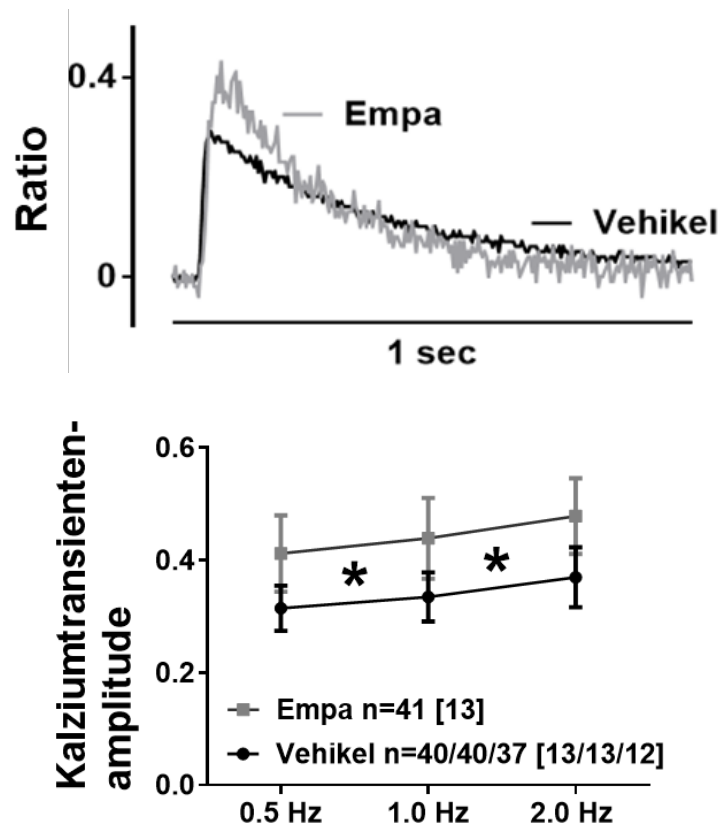 Ratio
0.4
0
Empa
Vehikel
1 sec
Kalziumtransienten-
amplitude
0.6
0.4
0.2
0.0
*
*
Empa n=41 [13]
Vehikel n=40/40/37 [13/13/12]
0.5 Hz
1.0 Hz
2.0 Hz